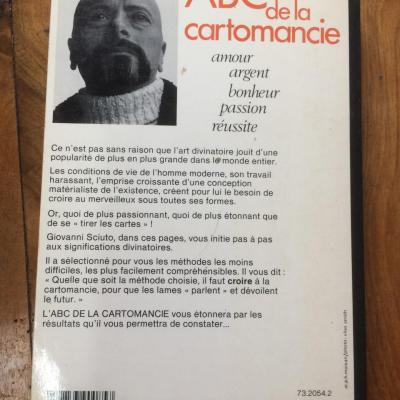 ABC
de la
cartomancie
amour
argent
bonheur
passion
réussite
Ce n'est pas sans raison que l'art divinatoire jouit d'une
popularité de plus en plus grande dans le monde entier.
Les conditions de vie de l'homme moderne, son travail
harassant, l'emprise croissante d'une conception
matérialiste de l'existence, créent pour lui le besoin de
croire au merveilleux sous toutes ses formes.
Or, quoi de plus passionnant, quoi de plus étonnant que
de se « tirer les cartes » !
Giovanni Sciuto, dans ces pages, vous initie pas à pas
aux significations divinatoires.
Il a sélectionné pour vous les méthodes les moins
difficiles, les plus facilement compréhensibles. Il vous dit :
« Quelle que soit la méthode choisie, il faut croire à la
cartomancie, pour que les lames « parlent » et dévoilent
le futur. »
L'ABC DE LA CARTOMANCIE vous étonnera par les
résultats qu'il vous permettra de constater...
73.2054.2